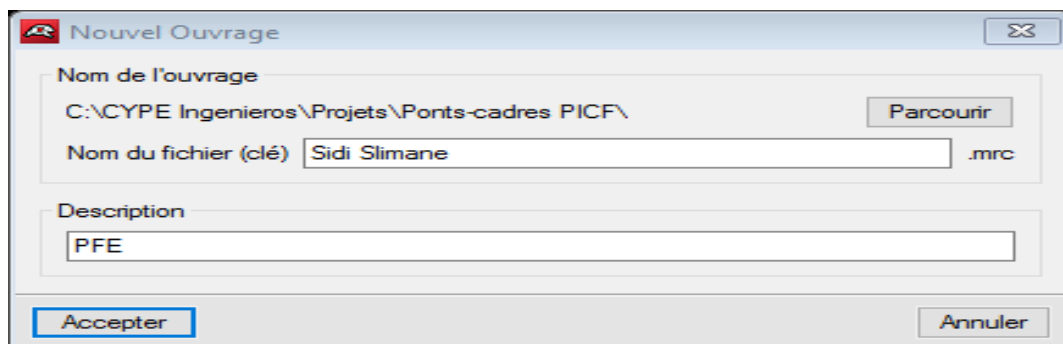 Nouvel Ouvrage
Nom de l'ouvrage
C:\CYPE Ingenieros\Projets\Ponts-cadres PICF\ Parcourir
Nom du fichier (clé) Sidi Slimane .mrc
Description
PFE
Accepter Annuler